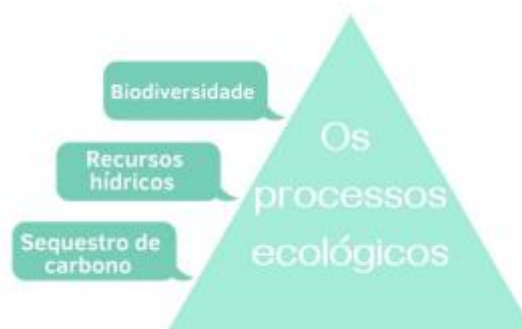 Biodiversidade
Recursos
hídricos
Sequestro de
carbono
Os
processos
ecológicos